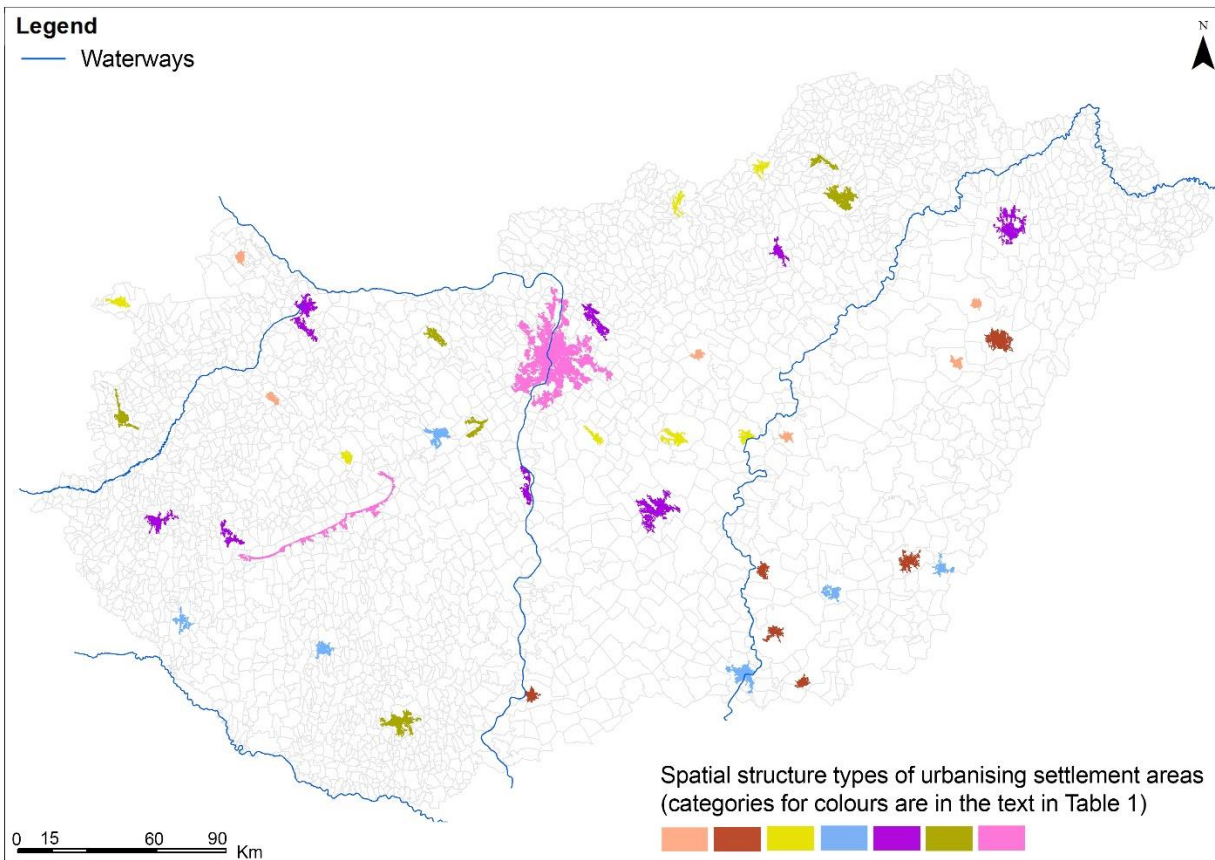 Legend
Waterways
N
Spatial structure types of urbanising settlement areas
(categories for colours are in the text in Table 1)
0 15 60 90
Km